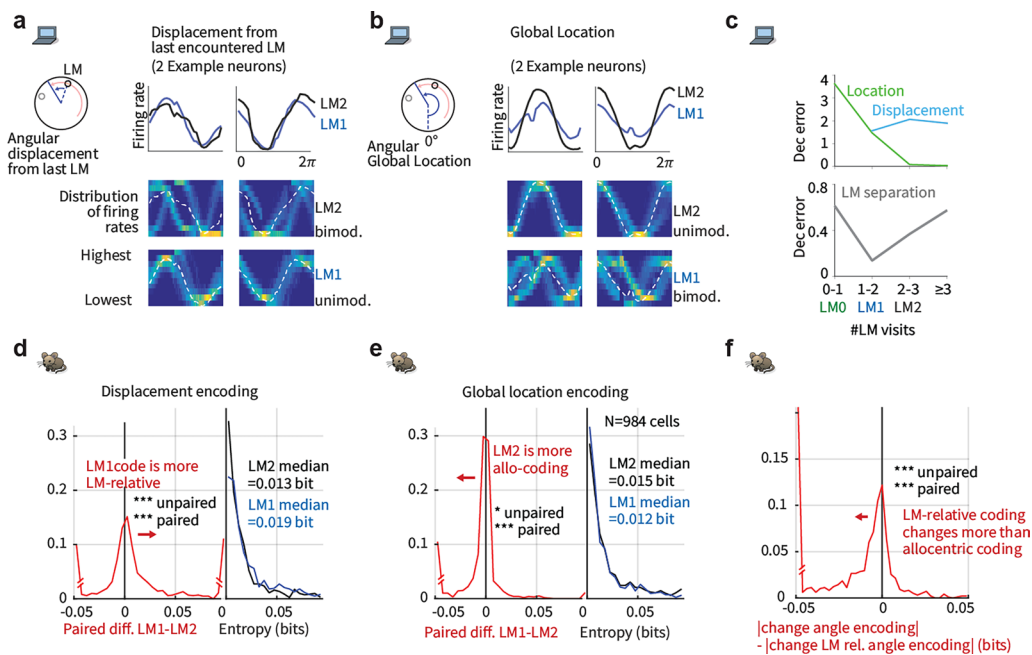 a
Displacement from
last encountered LM
(2 Example neurons)
LM
Angular
displacement
from last LM
Firing rate
LM2
LM1
0
2π
Distribution
of firing
rates
LM2
bimod.
Highest
Lowest
LM1
unimod.
b
Global Location
(2 Example neurons)
0°
Angular
Global Location
Firing rate
LM2
LM1
0
2π
LM2
unimod.
LM1
bimod.
c
4
3
2
1
0
Dec error
Location
Displacement
0.8
0.4
0
Dec error
LM separation
0-1 1-2 2-3 ≥3
LM0 LM1 LM2
#LM visits
d
Displacement encoding
0.3
0.2
0.1
0
LM1code is more
LM-relative
*** unpaired
*** paired
LM2 median
=0.013 bit
LM1 median
=0.019 bit
-0.05 0 0.05 0.05
Paired diff. LM1-LM2 Entropy (bits)
e
Global location encoding
0.3
0.2
0.1
0
N=984 cells
LM2 is more
allo-coding
* unpaired
*** paired
LM2 median
=0.015 bit
LM1 median
=0.012 bit
-0.05 0 0.05 0.05
Paired diff. LM1-LM2 Entropy (bits)
f
0.15
0.1
0.05
0
*** unpaired
*** paired
LM-relative coding
changes more than
allocentric coding
-0.05 0 0.05
|change angle encoding|
- |change LM rel. angle encoding| (bits)